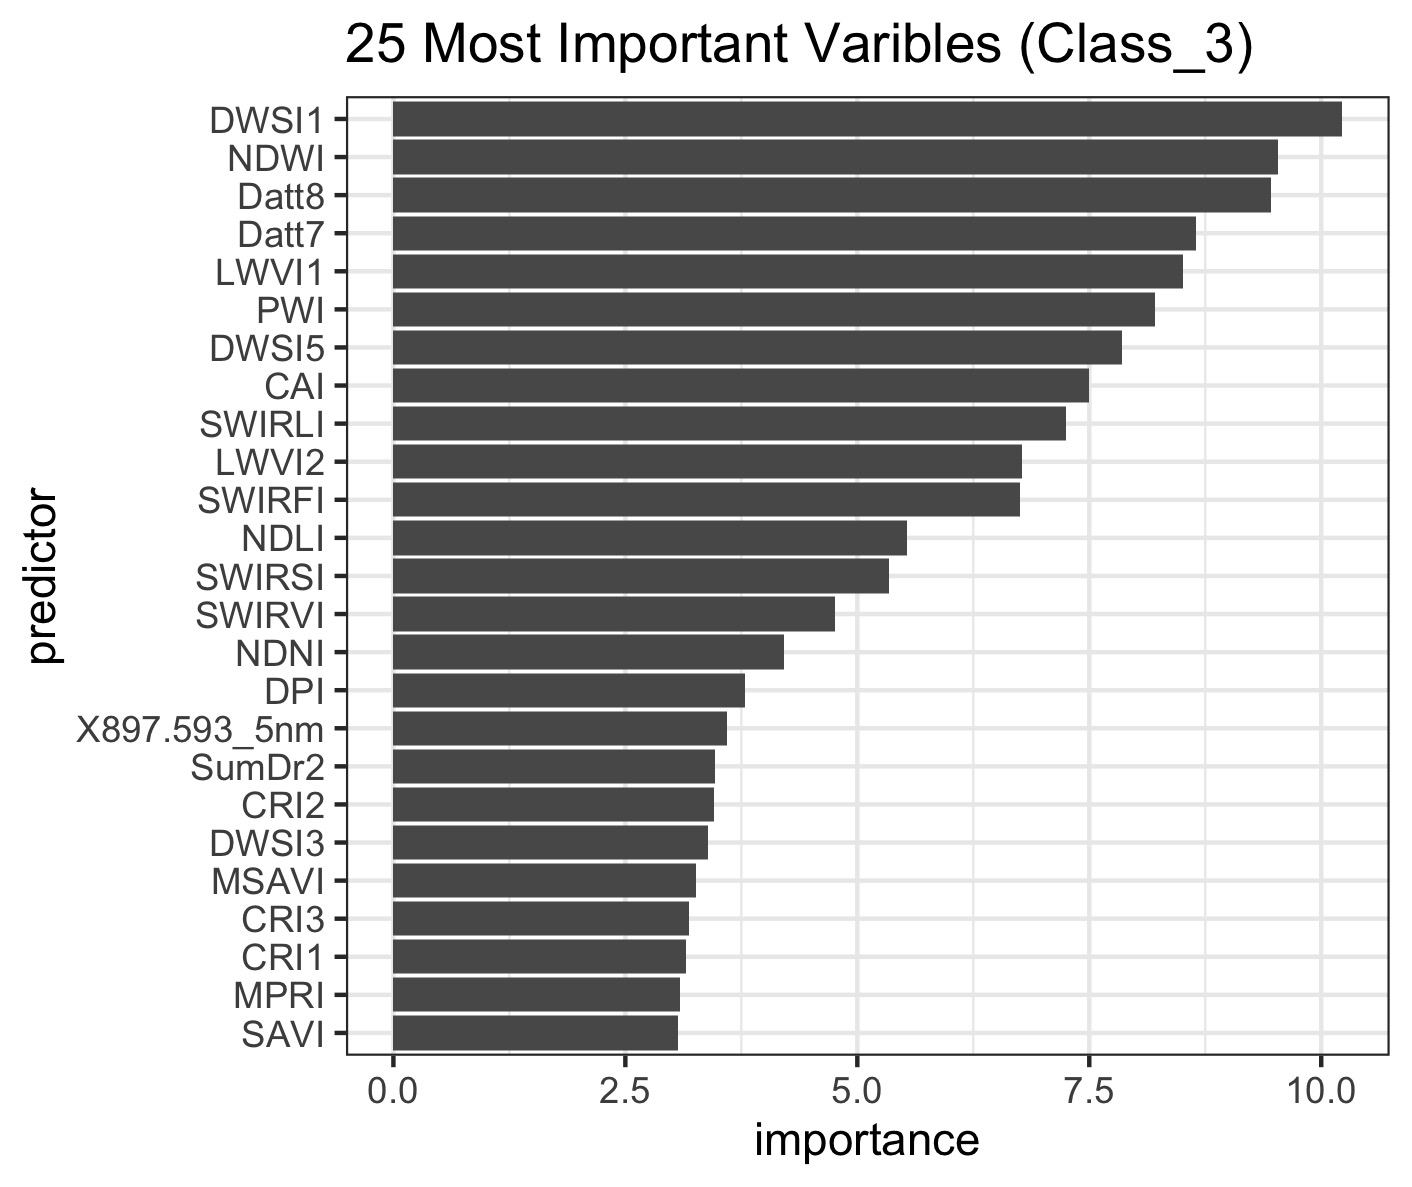 25 Most Important Varibles (Class_3)
DWSI1
NDWI
Datt8
Datt7
LWVI1
PWI
DWSI5
CAI
SWIRLI
LWVI2
SWIRFI
NDLI
SWIRSI
SWIRVI
NDNI
DPI
X897.593_5nm
SumDr2
CRI2
DWSI3
MSAVI
CRI3
CRI1
MPRI
SAVI
predictor
0.0 2.5 5.0 7.5 10.0
importance